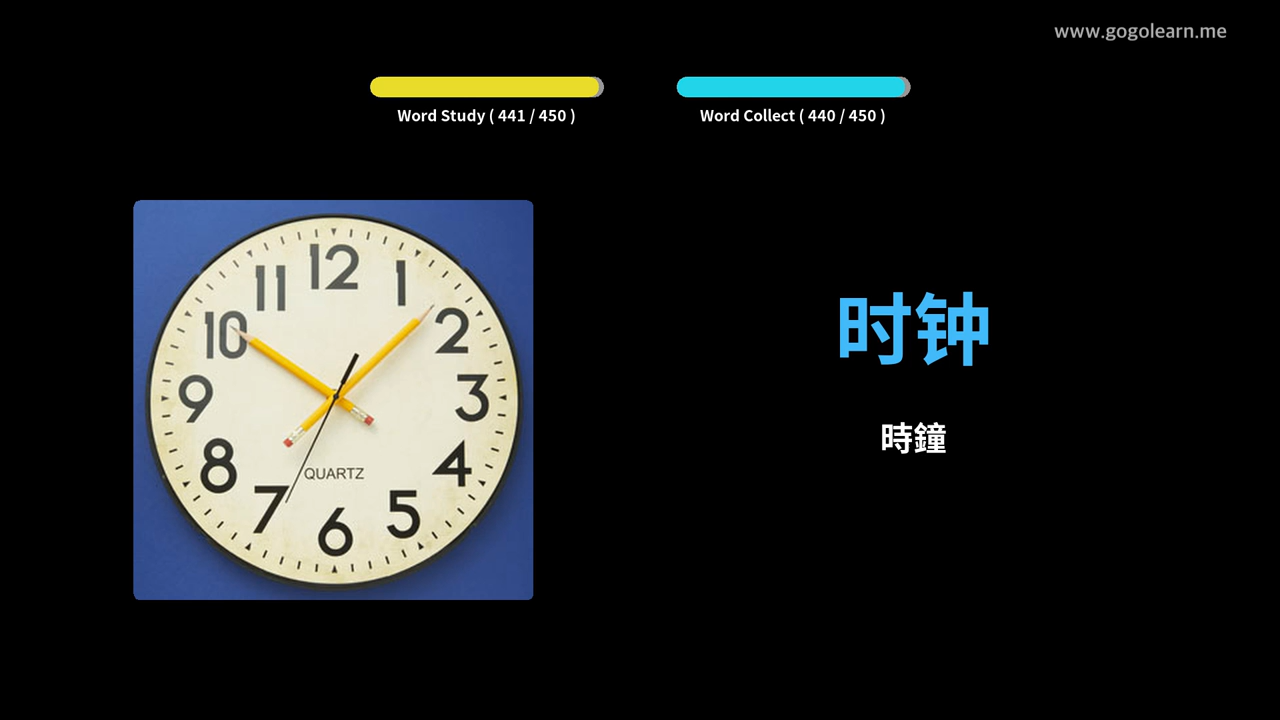 www.gogolearn.me
Word Study ( 441 / 450 )
Word Collect ( 440 / 450 )
12
11
1
10
2
9
3
8
4
QUARTZ
7
5
6
时钟
時鐘